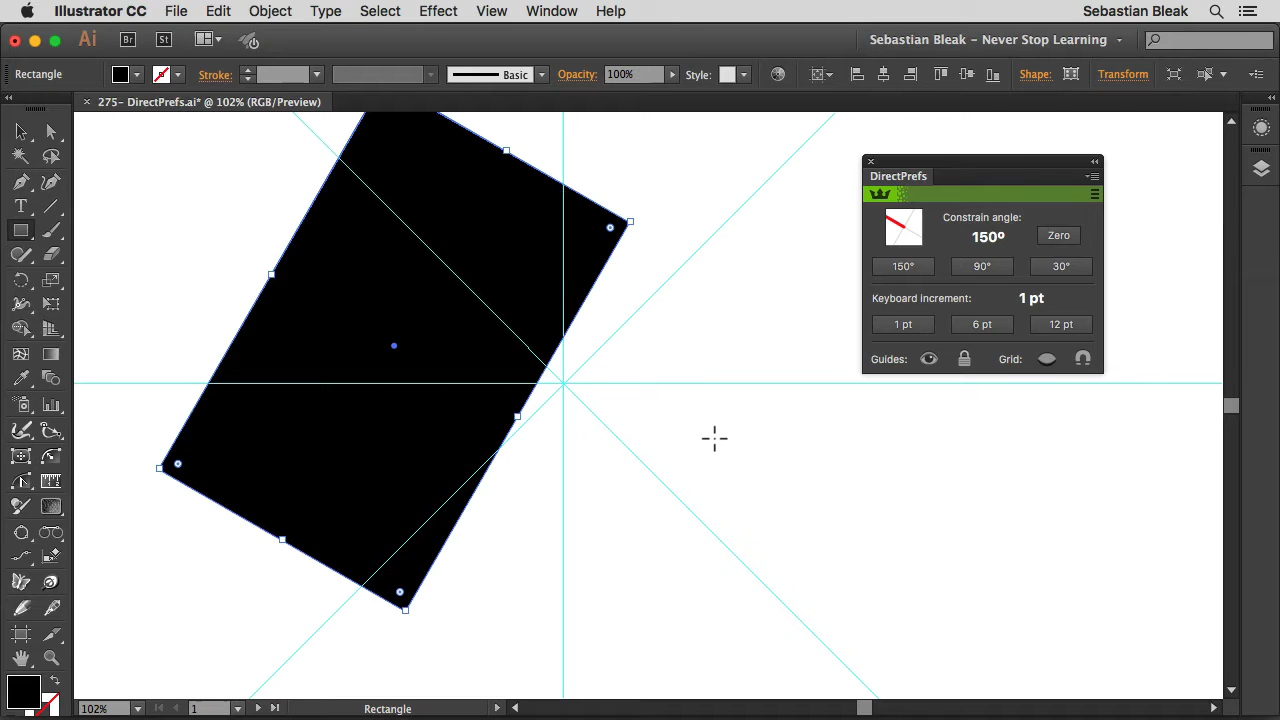 Illustrator CC File Edit Object Type Select Effect View Window Help Sebastian Bleak
Ai Br St Sebastian Bleak – Never Stop Learning
Rectangle Stroke: Basic Opacity: 100% Style: Shape: Transform
275- DirectPrefs.ai* @ 102% (RGB/Preview)
DirectPrefs
Constrain angle:
150º Zero
150° 90° 30°
Keyboard Increment: 1 pt
1 pt 6 pt 12 pt
Guides: Grid:
T
102% 1 Rectangle